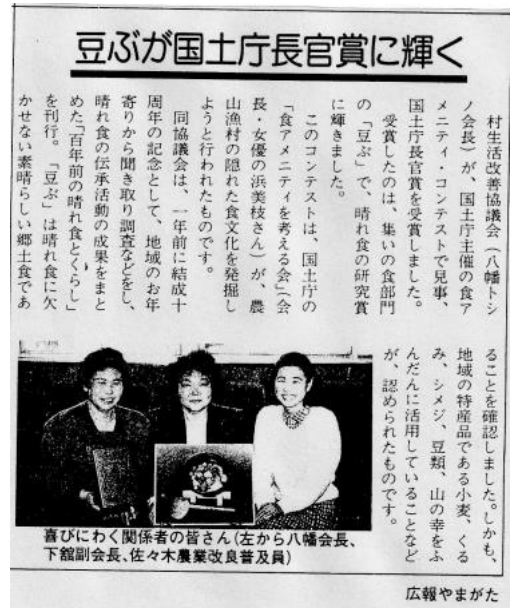 豆ぶが国土庁長官賞に輝く
村生活改善協議会（八幡トシ
ノ会長）が、国土庁主催の食ア
メニティ・コンテストで見事、
国土庁長官賞を受賞しました。
受賞したのは、集いの食部門
の「豆ぶ」で、晴れ食の研究賞
に輝きました。
このコンテストは、国土庁の
「食アメニティを考える会」（会
長・女優の浜美枝さん）が、農
山漁村の隠れた食文化を発掘し
ようと行われたものです。
同協議会は、一年前に結成十
周年の記念として、地域のお年
寄りから聞き取り調査などをし、
晴れ食の伝承活動の成果をまと
めた「百年前の晴れ食とくらし」
を刊行。「豆ぶ」は晴れ食に欠
かせない素晴らしい郷土食であ
ることを確認しました。しかも、
地域の特産品である小麦、くる
み、シメジ、豆類、山の幸をふ
んだんに活用していることなど
が、認められたものです。
喜びにわく関係者の皆さん（左から八幡会長、
下舘副会長、佐々木農業改良普及員）
広報やまがた